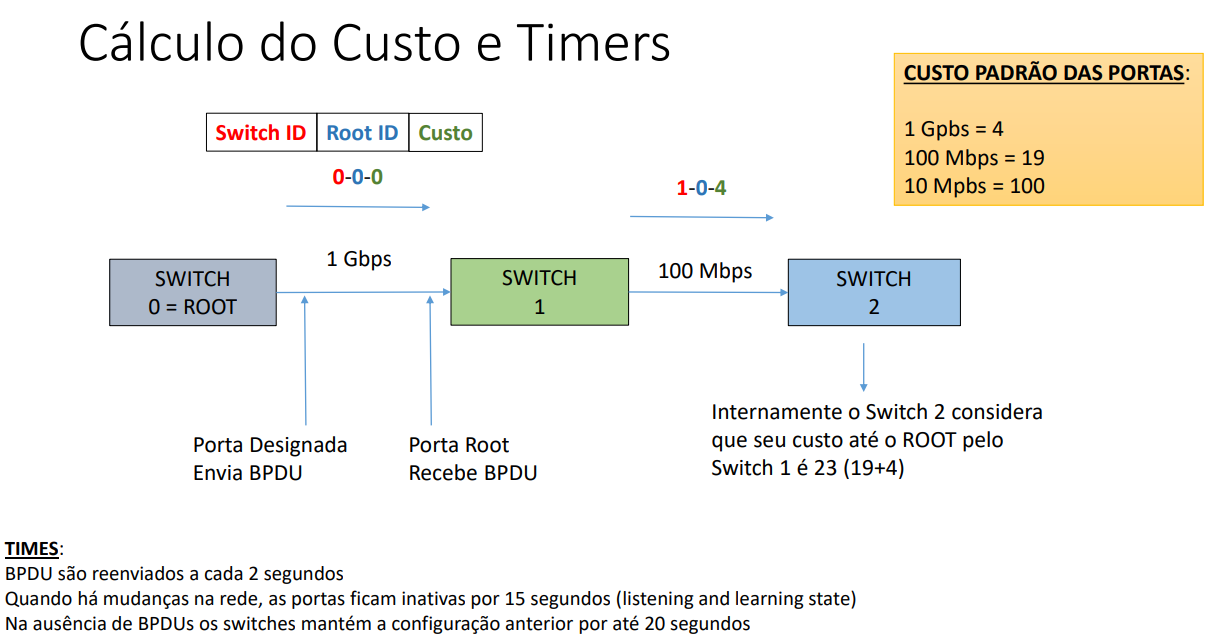 Cálculo do Custo e Timers
CUSTO PADRÃO DAS PORTAS:
1 Gpbs = 4
100 Mbps = 19
10 Mpbs = 100
Switch ID Root ID Custo
0-0-0
1-0-4
1 Gbps
100 Mbps
SWITCH
0 = ROOT
SWITCH
1
SWITCH
2
Porta Designada
Envia BPDU
Porta Root
Recebe BPDU
Internamente o Switch 2 considera
que seu custo até o ROOT pelo
Switch 1 é 23 (19+4)
TIMES:
BPDU são reenviados a cada 2 segundos
Quando há mudanças na rede, as portas ficam inativas por 15 segundos (listening and learning state)
Na ausência de BPDUs os switches mantém a configuração anterior por até 20 segundos